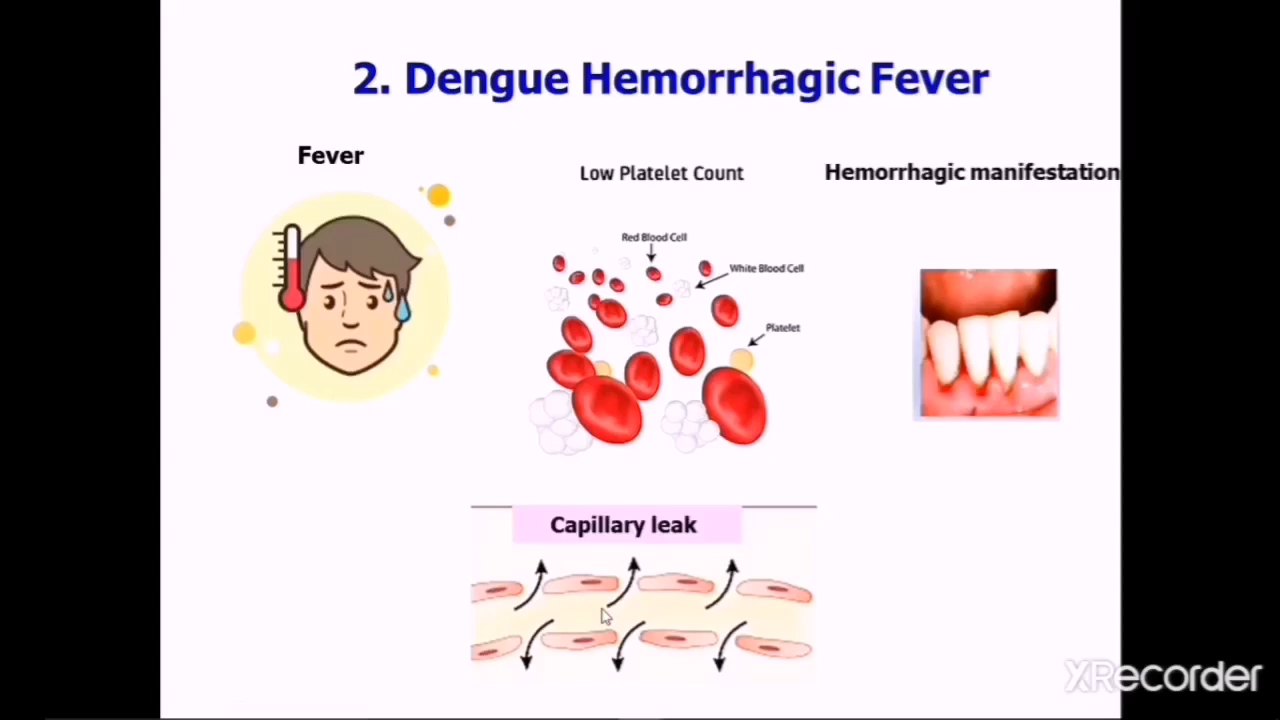 2. Dengue Hemorrhagic Fever
Fever
Low Platelet Count
Hemorrhagic manifestation
Red Blood Cell
White Blood Cell
Platelet
Capillary leak
XRecorder